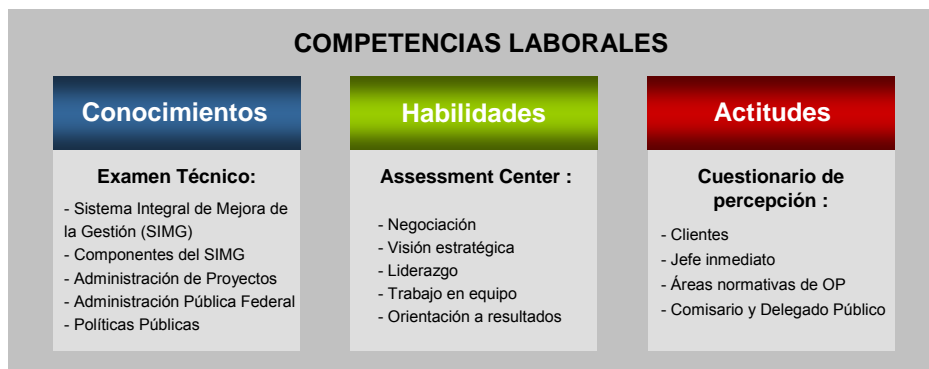 COMPETENCIAS LABORALES
Conocimientos
Examen Técnico:
- Sistema Integral de Mejora de
la Gestión (SIMG)
- Componentes del SIMG
- Administración de Proyectos
- Administración Pública Federal
- Políticas Públicas
Habilidades
Assessment Center :
- Negociación
- Visión estratégica
- Liderazgo
- Trabajo en equipo
- Orientación a resultados
Actitudes
Cuestionario de
percepción :
- Clientes
- Jefe inmediato
- Áreas normativas de OP
- Comisario y Delegado Público